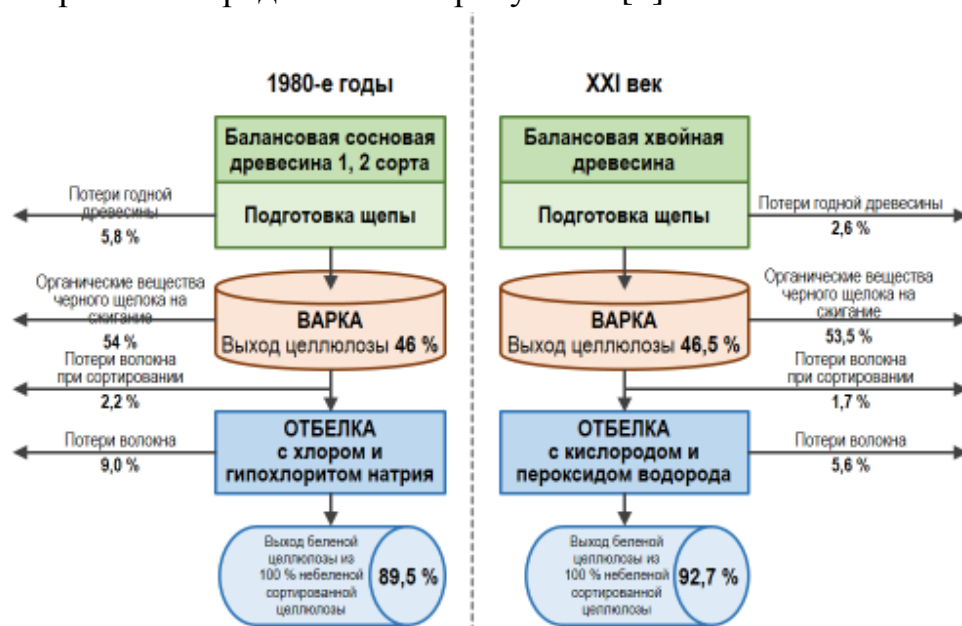 1980-е годы
Балансовая сосновая
древесина 1, 2 сорта
Подготовка щепы
Потери годной
древесины
5,8 %
Органические вещества
черного щелока на
сжигание
54 %
ВАРКА
Выход целлюлозы 46 %
Потери волокна
при сортировании
2,2 %
ОТБЕЛКА
с хлором и
гипохлоритом натрия
Потери волокна
9,0 %
Выход беленой
целлюлозы из
100 % небеленой
сортированной
целлюлозы
89,5 %
XXI век
Балансовая хвойная
древесина
Подготовка щепы
Потери годной древесины
2,6 %
Органические вещества
черного щелока на
сжигание
53,5 %
ВАРКА
Выход целлюлозы 46,5 %
Потери волокна
при сортировании
1,7 %
ОТБЕЛКА
с кислородом и
пероксидом водорода
Потери волокна
5,6 %
Выход беленой
целлюлозы из
100 % небеленой
сортированной
целлюлозы
92,7 %